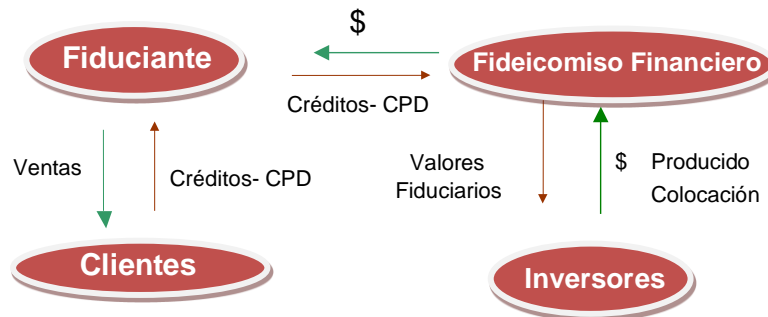 $
Fiduciante
Fideicomiso Financiero
Créditos- CPD
Ventas
Créditos- CPD
Valores
Fiduciarios
$ Producido
Colocación
Clientes
Inversores